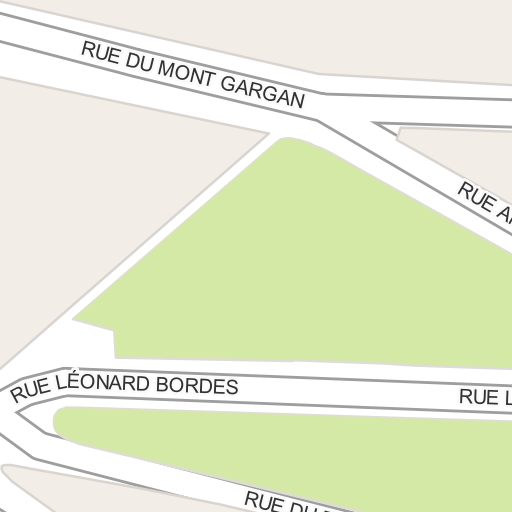 RUE DU MONT GARGAN
RUE
RUE LÉONARD BORDES
RUE
RUE DU